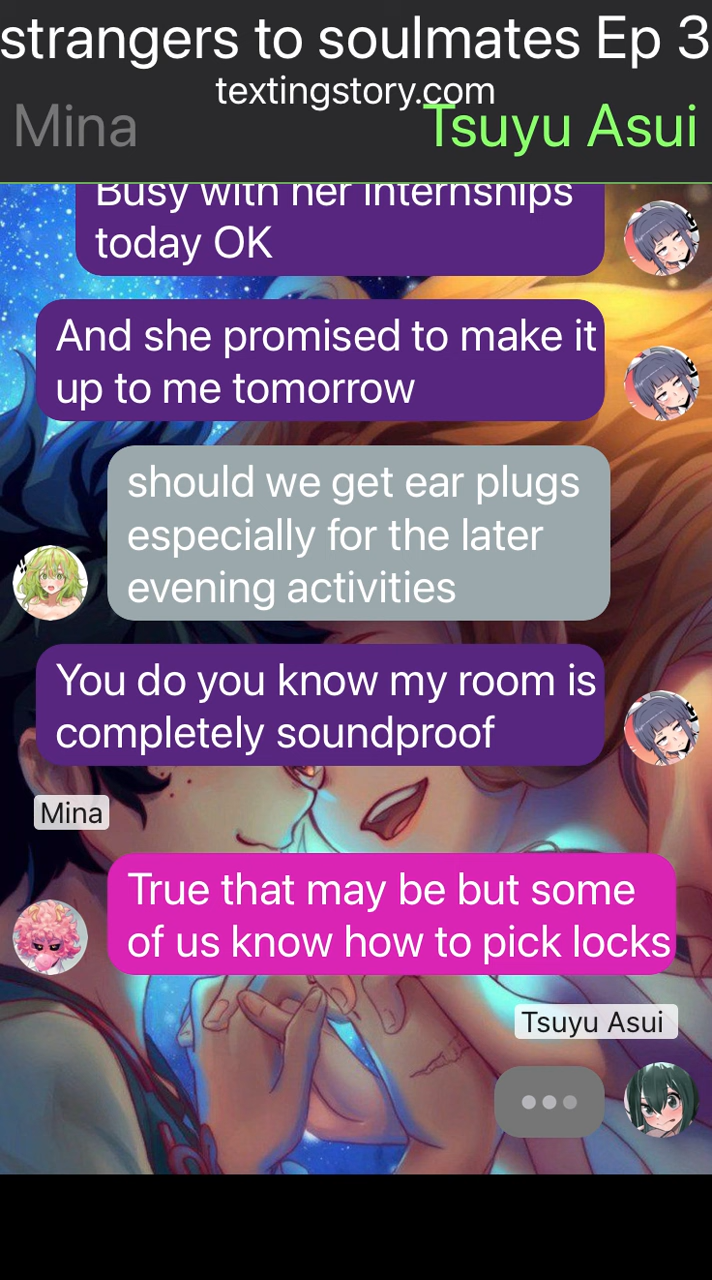 strangers to soulmates Ep 3
textingstory.com
Mina
Tsuyu Asui
Busy with her internships
today OK
And she promised to make it
up to me tomorrow
should we get ear plugs
especially for the later
evening activities
You do you know my room is
completely soundproof
Mina
True that may be but some
of us know how to pick locks
Tsuyu Asui